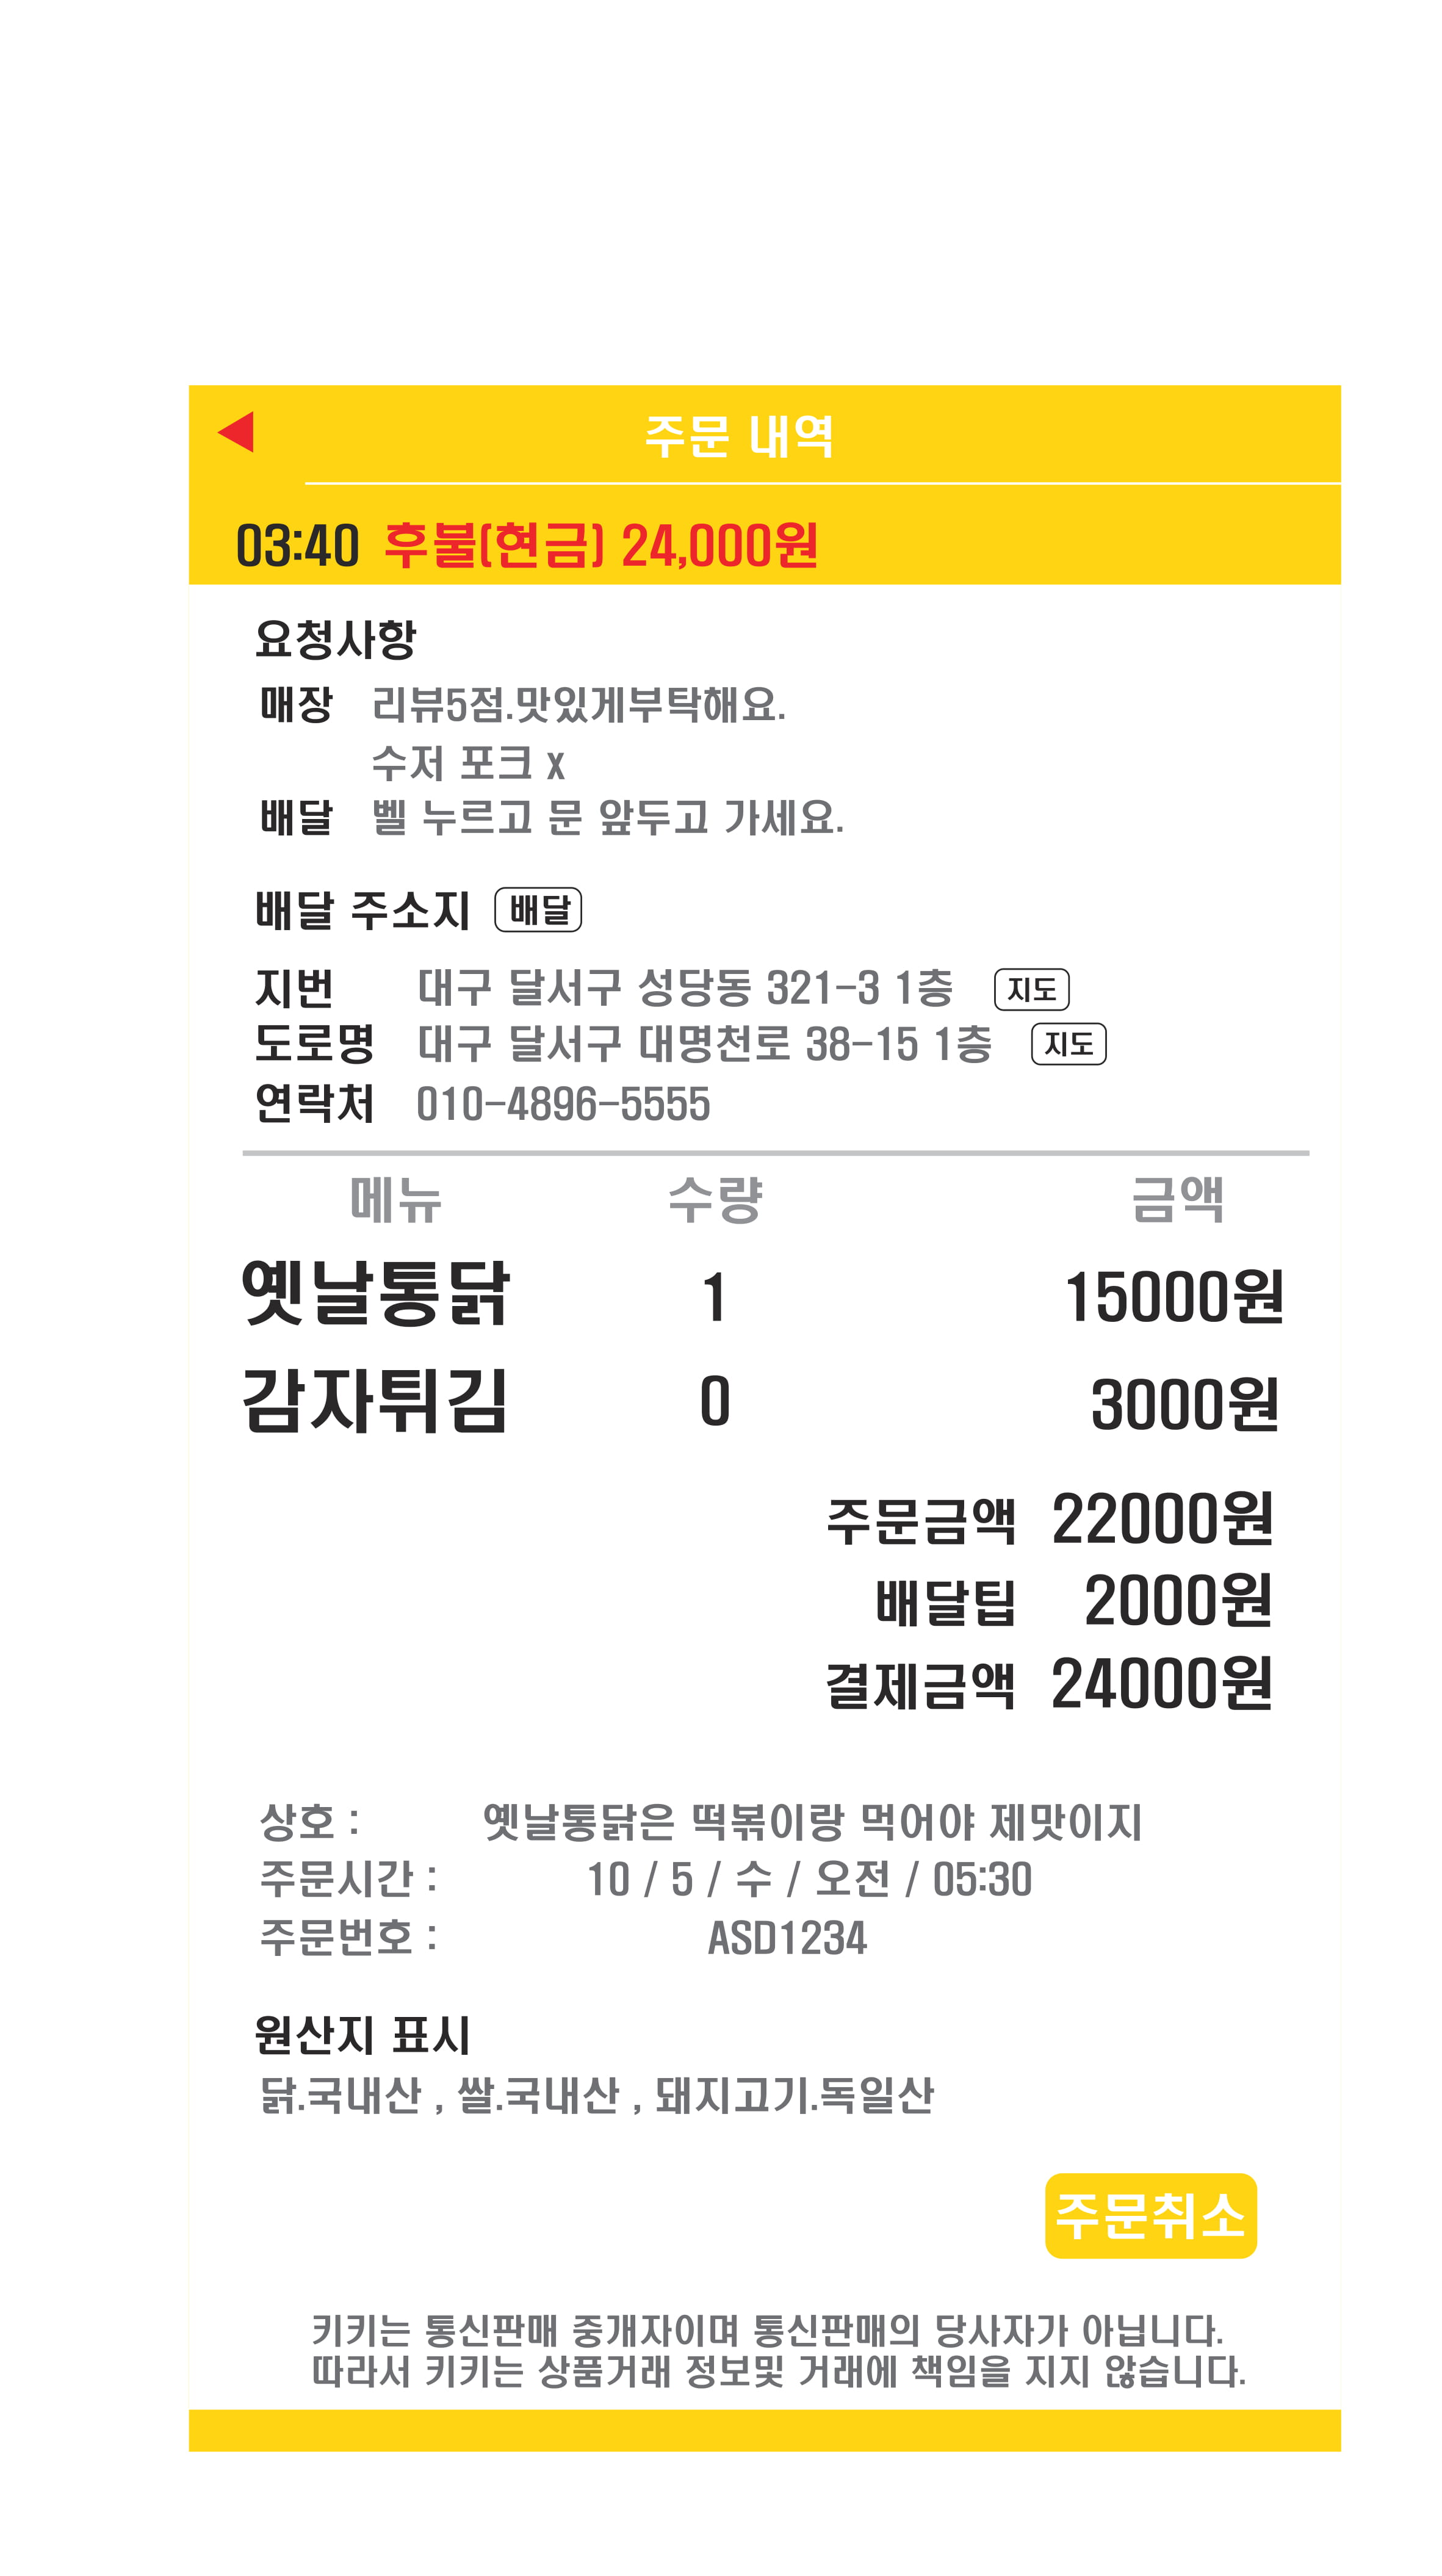 주문 내역
03:40 후불(현금) 24,000원
요청사항
매장 리뷰5점.맛있게부탁해요.
수저 포크 x
배달 벨 누르고 문 앞두고 가세요.
배달 주소지 배달
지번 대구 달서구 성당동 321-3 1층 지도
도로명 대구 달서구 대명천로 38-15 1층 지도
연락처 010-4896-5555
메뉴 수량 금액
옛날통닭 1 15000원
감자튀김 0 3000원
주문금액 22000원
배달팁 2000원
결제금액 24000원
상호 : 옛날통닭은 떡볶이랑 먹어야 제맛이지
주문시간 : 10 / 5 / 수 / 오전 / 05:30
주문번호 : ASD1234
원산지 표시
닭.국내산 , 쌀.국내산 , 돼지고기.독일산
주문취소
키키는 통신판매 중개자이며 통신판매의 당사자가 아닙니다.
따라서 키키는 상품거래 정보및 거래에 책임을 지지 않습니다.